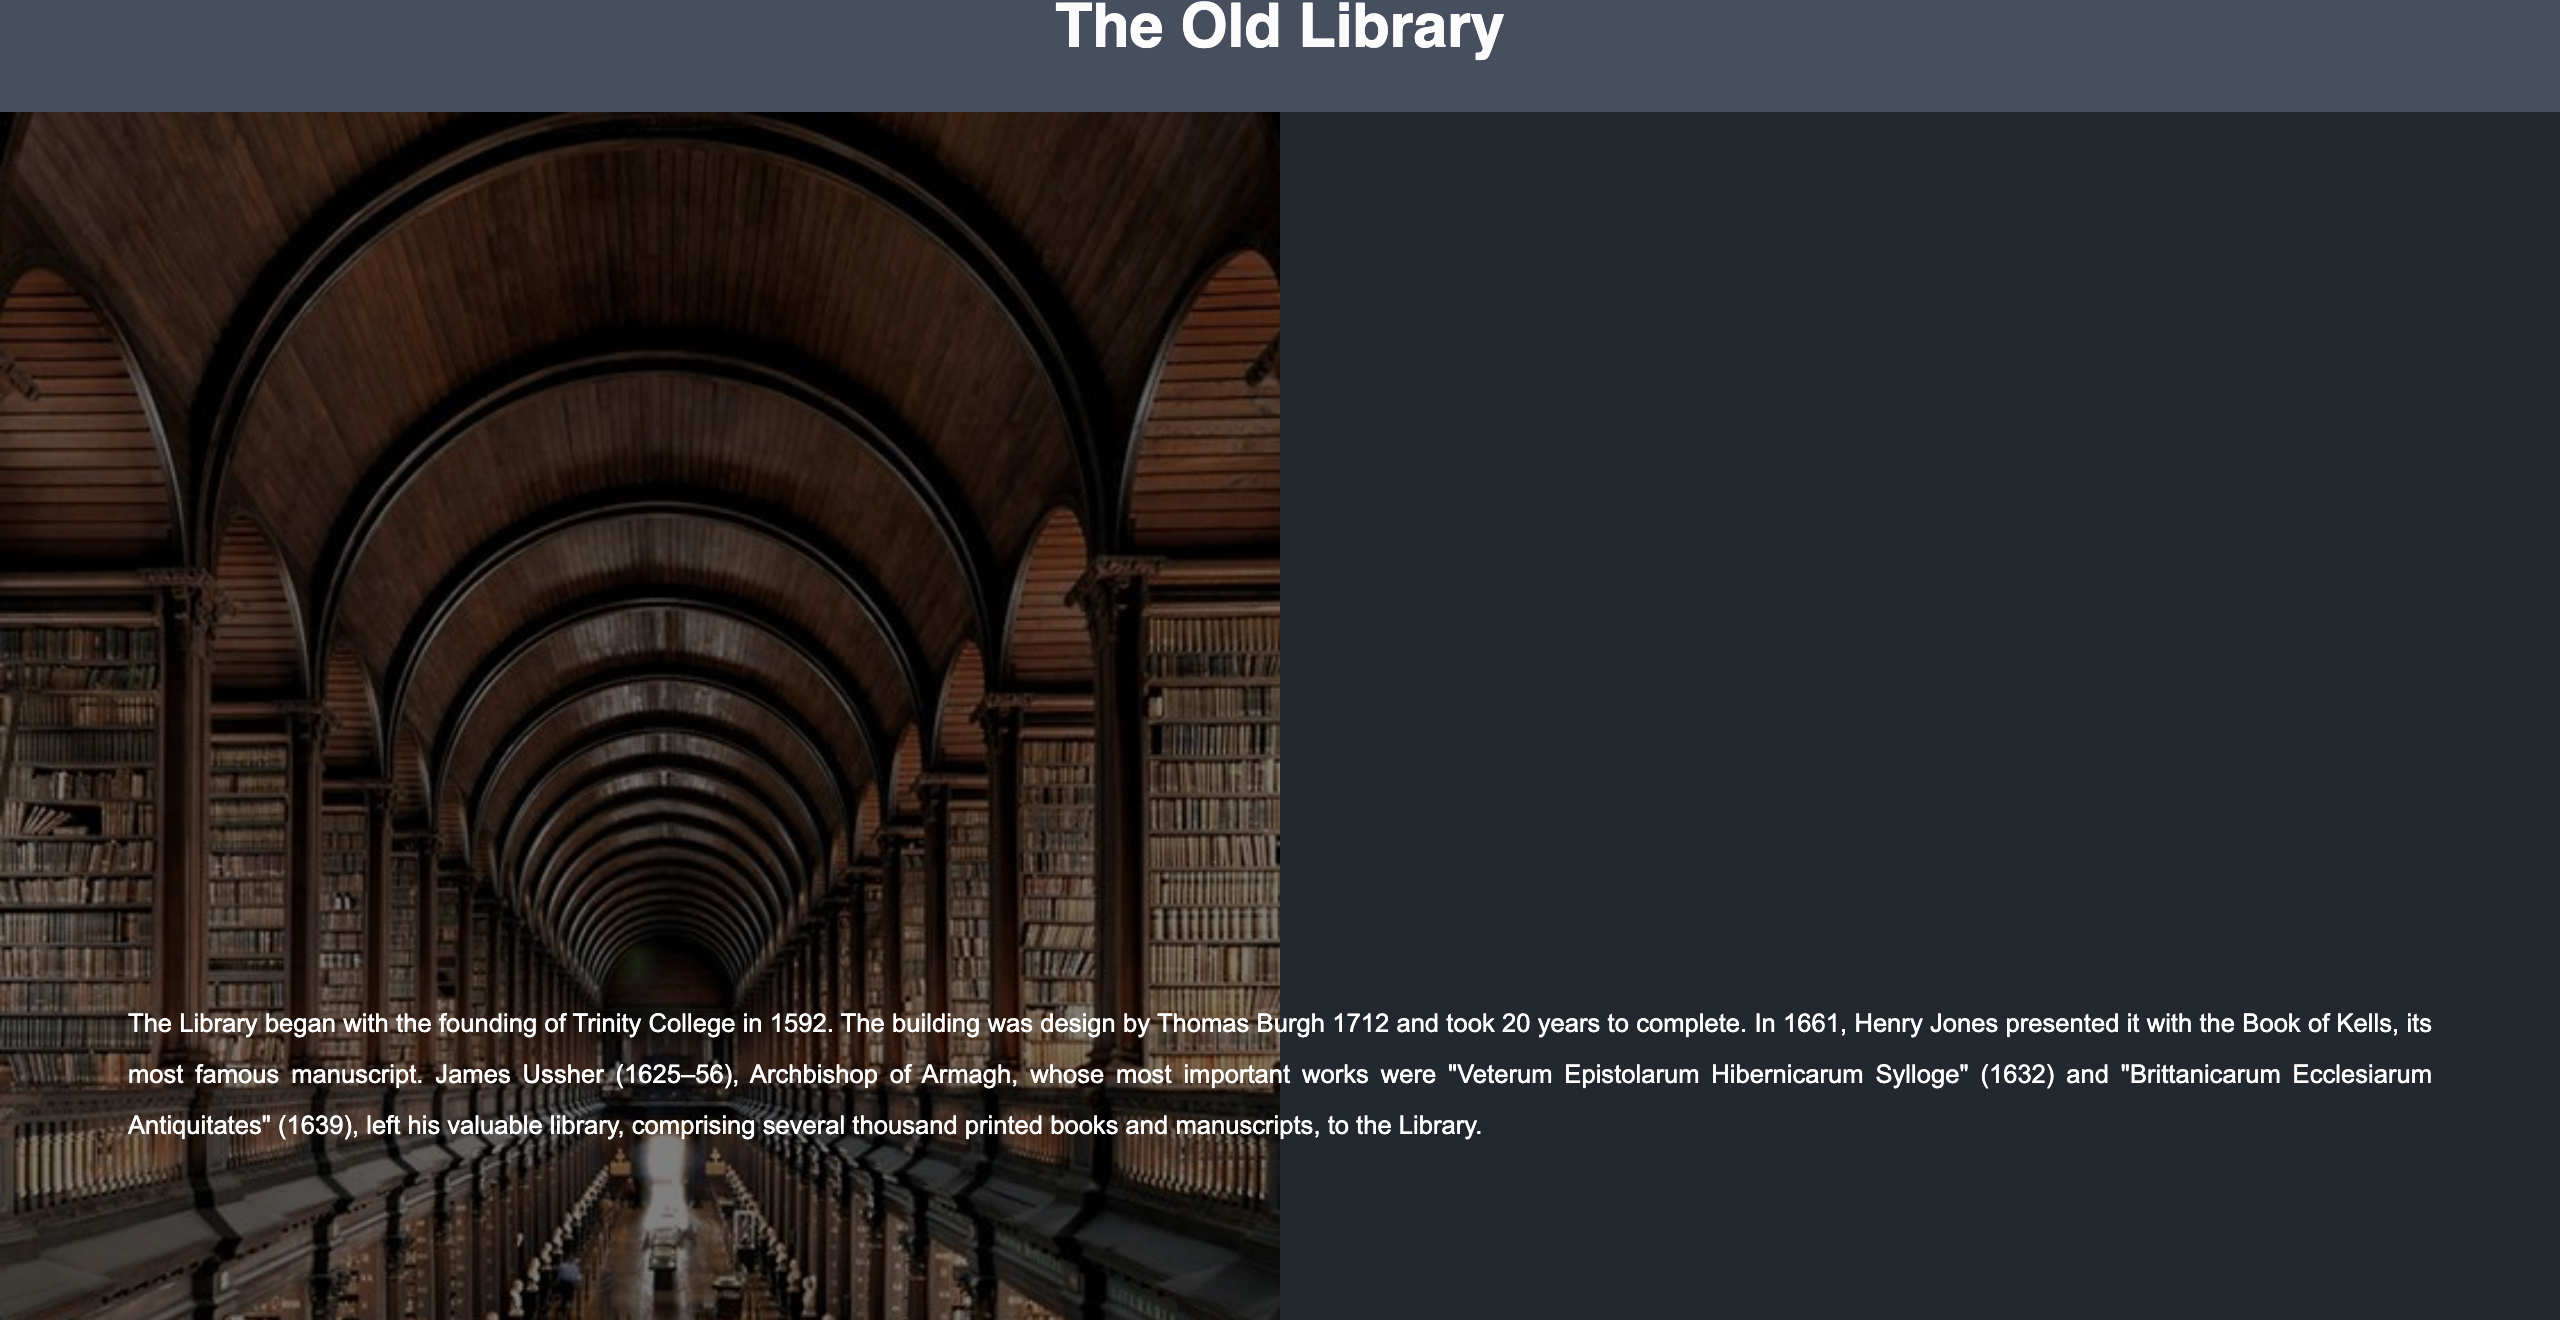 The Old Library
The Library began with the founding of Trinity College in 1592. The building was design by Thomas Burgh 1712 and took 20 years to complete. In 1661, Henry Jones presented it with the Book of Kells, its
most famous manuscript. James Ussher (1625–56), Archbishop of Armagh, whose most important works were "Veterum Epistolarum Hibernicarum Sylloge" (1632) and "Brittanicarum Ecclesiarum
Antiquitates" (1639), left his valuable library, comprising several thousand printed books and manuscripts, to the Library.